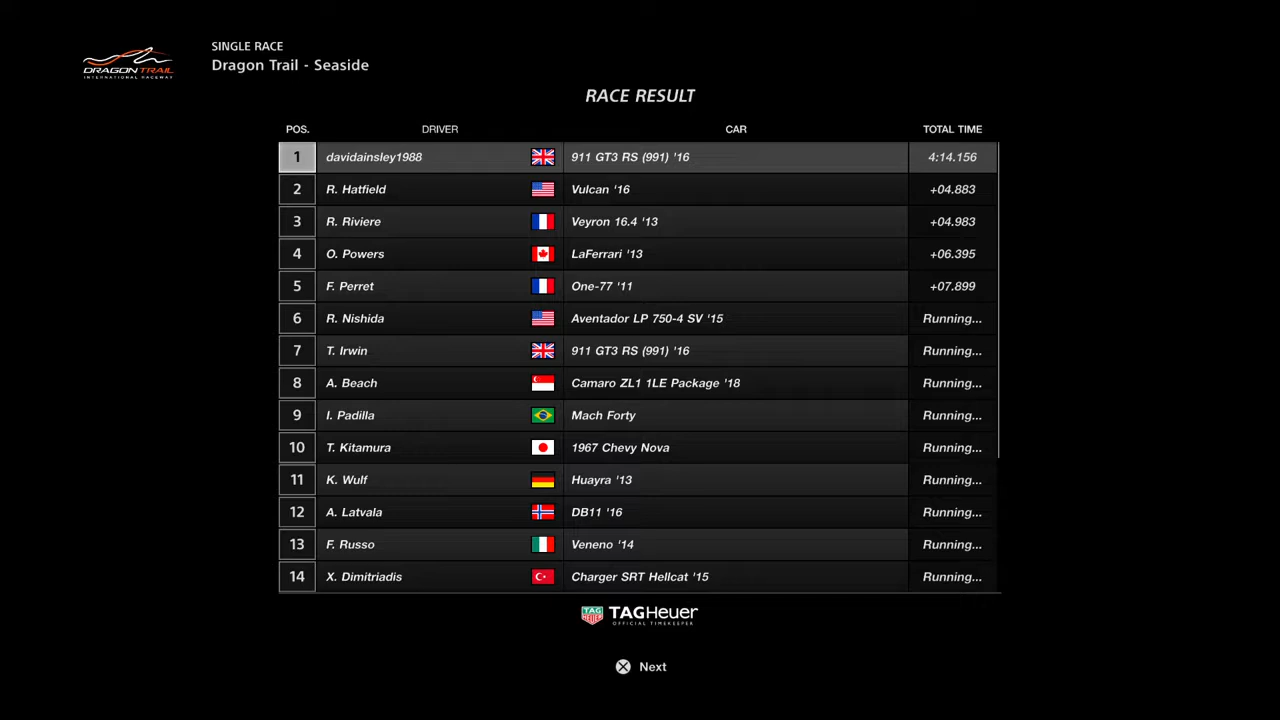 SINGLE RACE
Dragon Trail - Seaside
DRAGON TRAIL
INTERNATIONAL RACEWAY
RACE RESULT
POS. DRIVER CAR TOTAL TIME
1 davidainsley1988 911 GT3 RS (991) '16 4:14.156
2 R. Hatfield Vulcan '16 +04.883
3 R. Riviere Veyron 16.4 '13 +04.983
4 O. Powers LaFerrari '13 +06.395
5 F. Perret One-77 '11 +07.899
6 R. Nishida Aventador LP 750-4 SV '15 Running...
7 T. Irwin 911 GT3 RS (991) '16 Running...
8 A. Beach Camaro ZL1 1LE Package '18 Running...
9 I. Padilla Mach Forty Running...
10 T. Kitamura 1967 Chevy Nova Running...
11 K. Wulf Huayra '13 Running...
12 A. Latvala DB11 '16 Running...
13 F. Russo Veneno '14 Running...
14 X. Dimitriadis Charger SRT Hellcat '15 Running...
TAG HEUER TAGHeuer
OFFICIAL TIMEKEEPER
Next